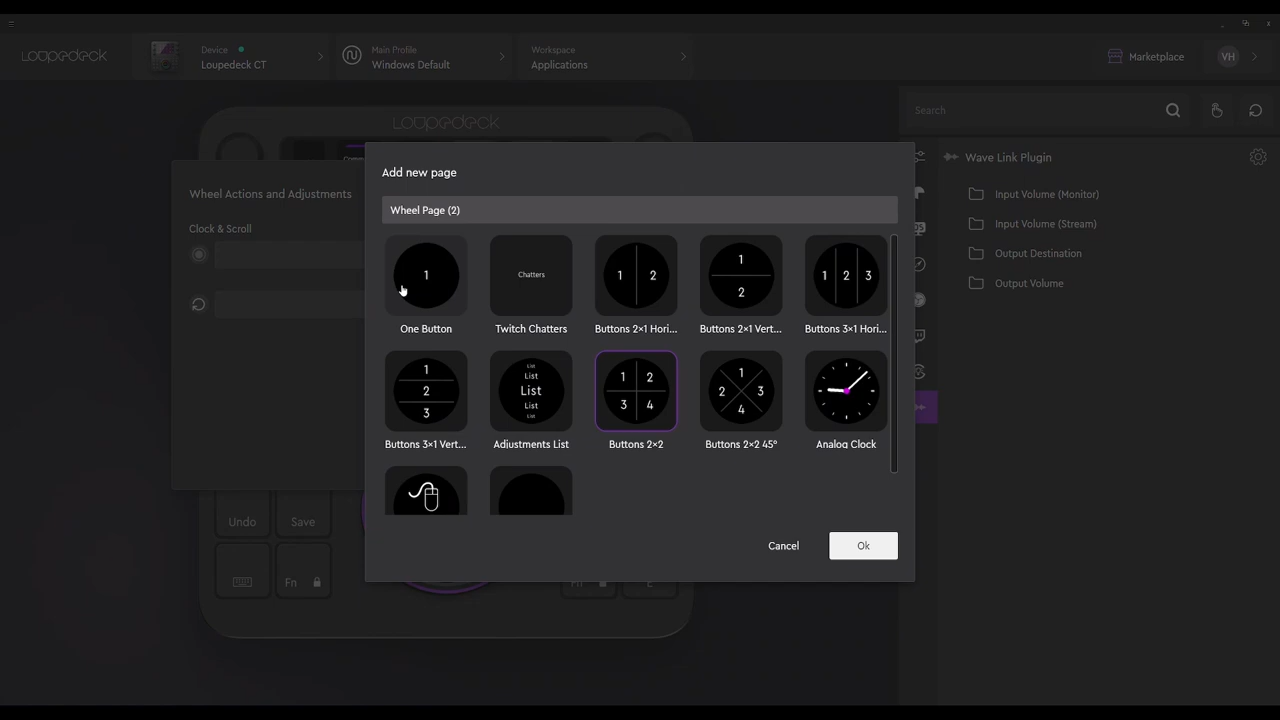 Loupedeck
Device
Loupedeck CT
Main Profile
Windows Default
Workspace
Applications
Marketplace
VH
Loupedeck
Search
Wave Link Plugin
Input Volume (Monitor)
Input Volume (Stream)
Output Destination
Output Volume
Wheel Actions and Adjustments
Clock & Scroll
Add new page
Wheel Page (2)
1
Chatters
1 2
1
2
1 2 3
One Button
Twitch Chatters
Buttons 2×1 Hori...
Buttons 2×1 Vert...
Buttons 3×1 Hori...
1
2
3
List
List
List
List
List
1 2
3 4
1
2 3
4
Buttons 3×1 Vert...
Adjustments List
Buttons 2×2
Buttons 2×2 45°
Analog Clock
Cancel
Ok
Undo
Save
Fn
Fn
E